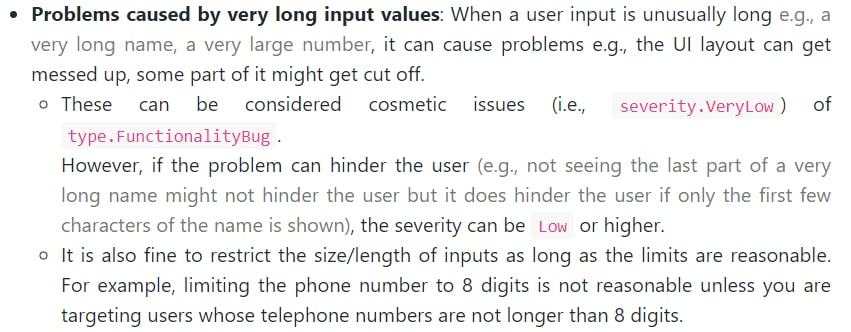 • Problems caused by very long input values: When a user input is unusually long e.g., a
very long name, a very large number, it can cause problems e.g., the UI layout can get
messed up, some part of it might get cut off.
○ These can be considered cosmetic issues (i.e., severity.VeryLow) of
type.FunctionalityBug.
However, if the problem can hinder the user (e.g., not seeing the last part of a very
long name might not hinder the user but it does hinder the user if only the first few
characters of the name is shown), the severity can be Low or higher.
○ It is also fine to restrict the size/length of inputs as long as the limits are reasonable.
For example, limiting the phone number to 8 digits is not reasonable unless you are
targeting users whose telephone numbers are not longer than 8 digits.